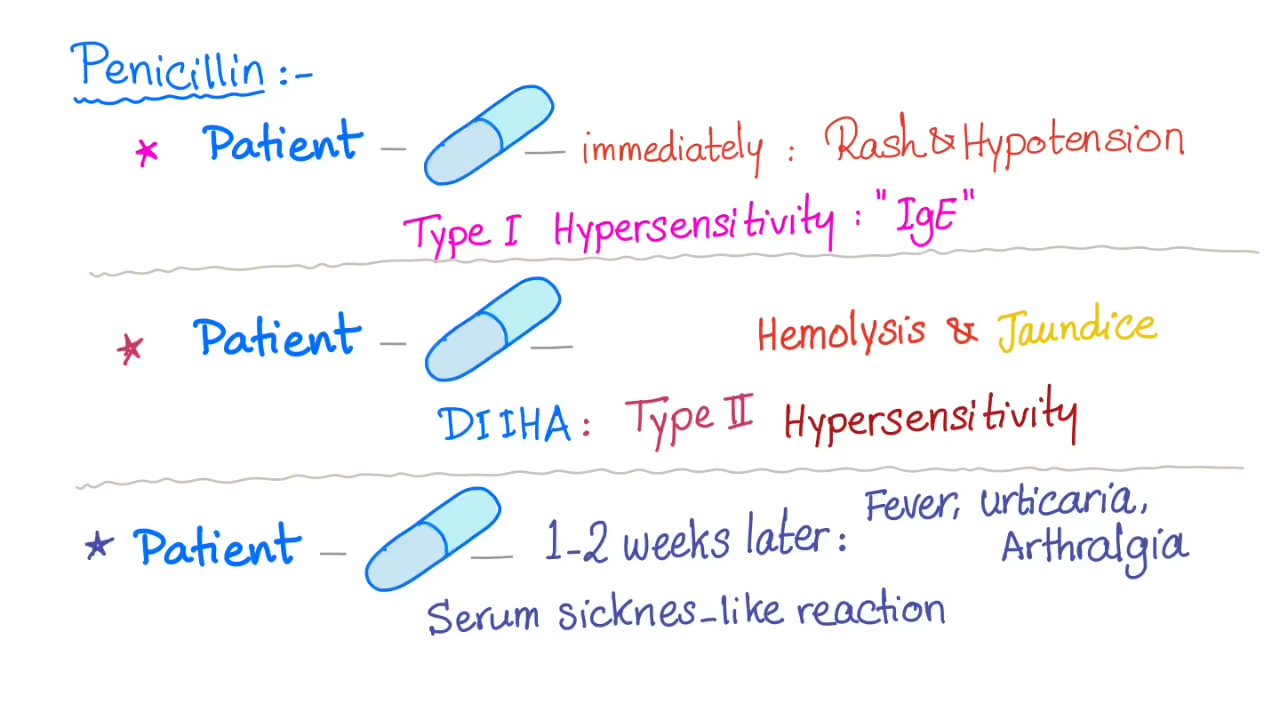 Penicillin :-
* Patient - — immediately : Rash & Hypotension
Type I Hypersensitivity : "IgE"
* Patient - — Hemolysis & Jaundice
DIIHA : Type II Hypersensitivity
* Patient - — 1-2 weeks later : Fever, urticaria,
Arthralgia
Serum sicknes-like reaction